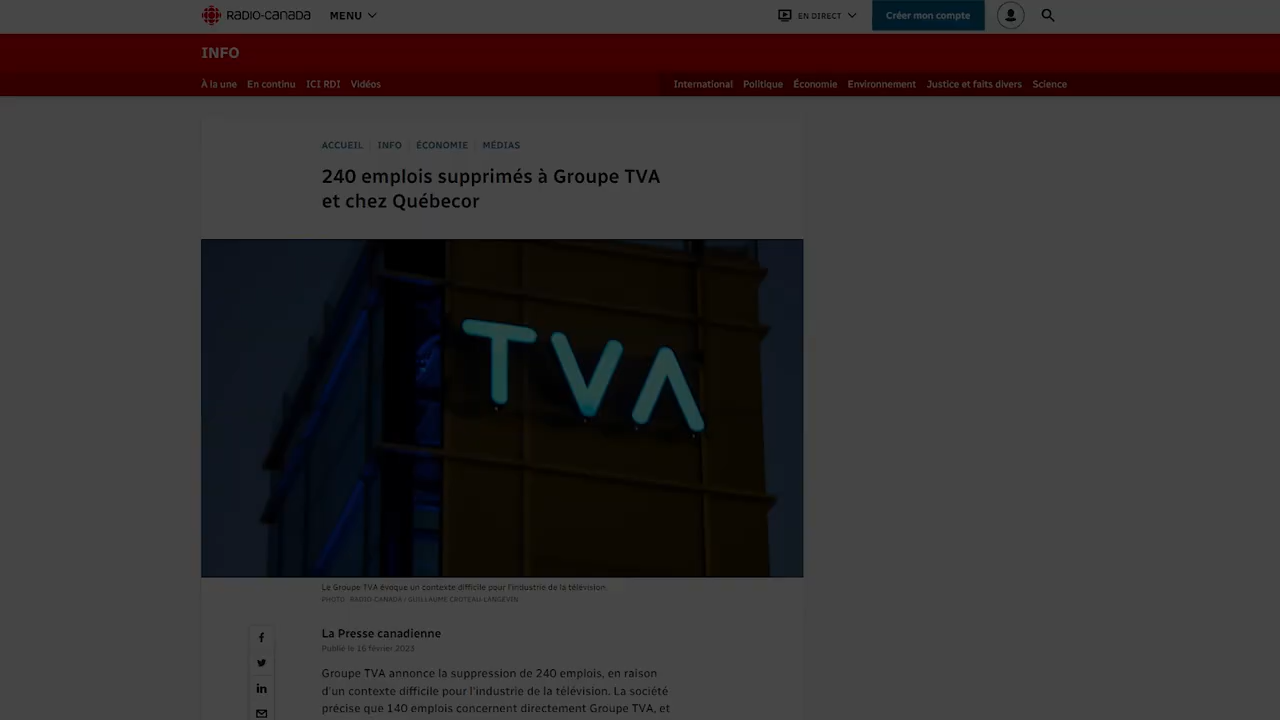 RADIO-CANADA MENU EN DIRECT Créer mon compte
INFO
À la une En continu ICI RDI Vidéos International Politique Économie Environnement Justice et faits divers Science
ACCUEIL INFO ÉCONOMIE MÉDIAS
240 emplois supprimés à Groupe TVA
et chez Québecor
TVA
Le Groupe TVA évoque un contexte difficile pour l'industrie de la télévision.
PHOTO : RADIO-CANADA / GUILLAUME CROTEAU-LANGEVIN
La Presse canadienne
Publié le 16 février 2023
Groupe TVA annonce la suppression de 240 emplois, en raison
d'un contexte difficile pour l'industrie de la télévision. La société
précise que 140 emplois concernent directement Groupe TVA, et